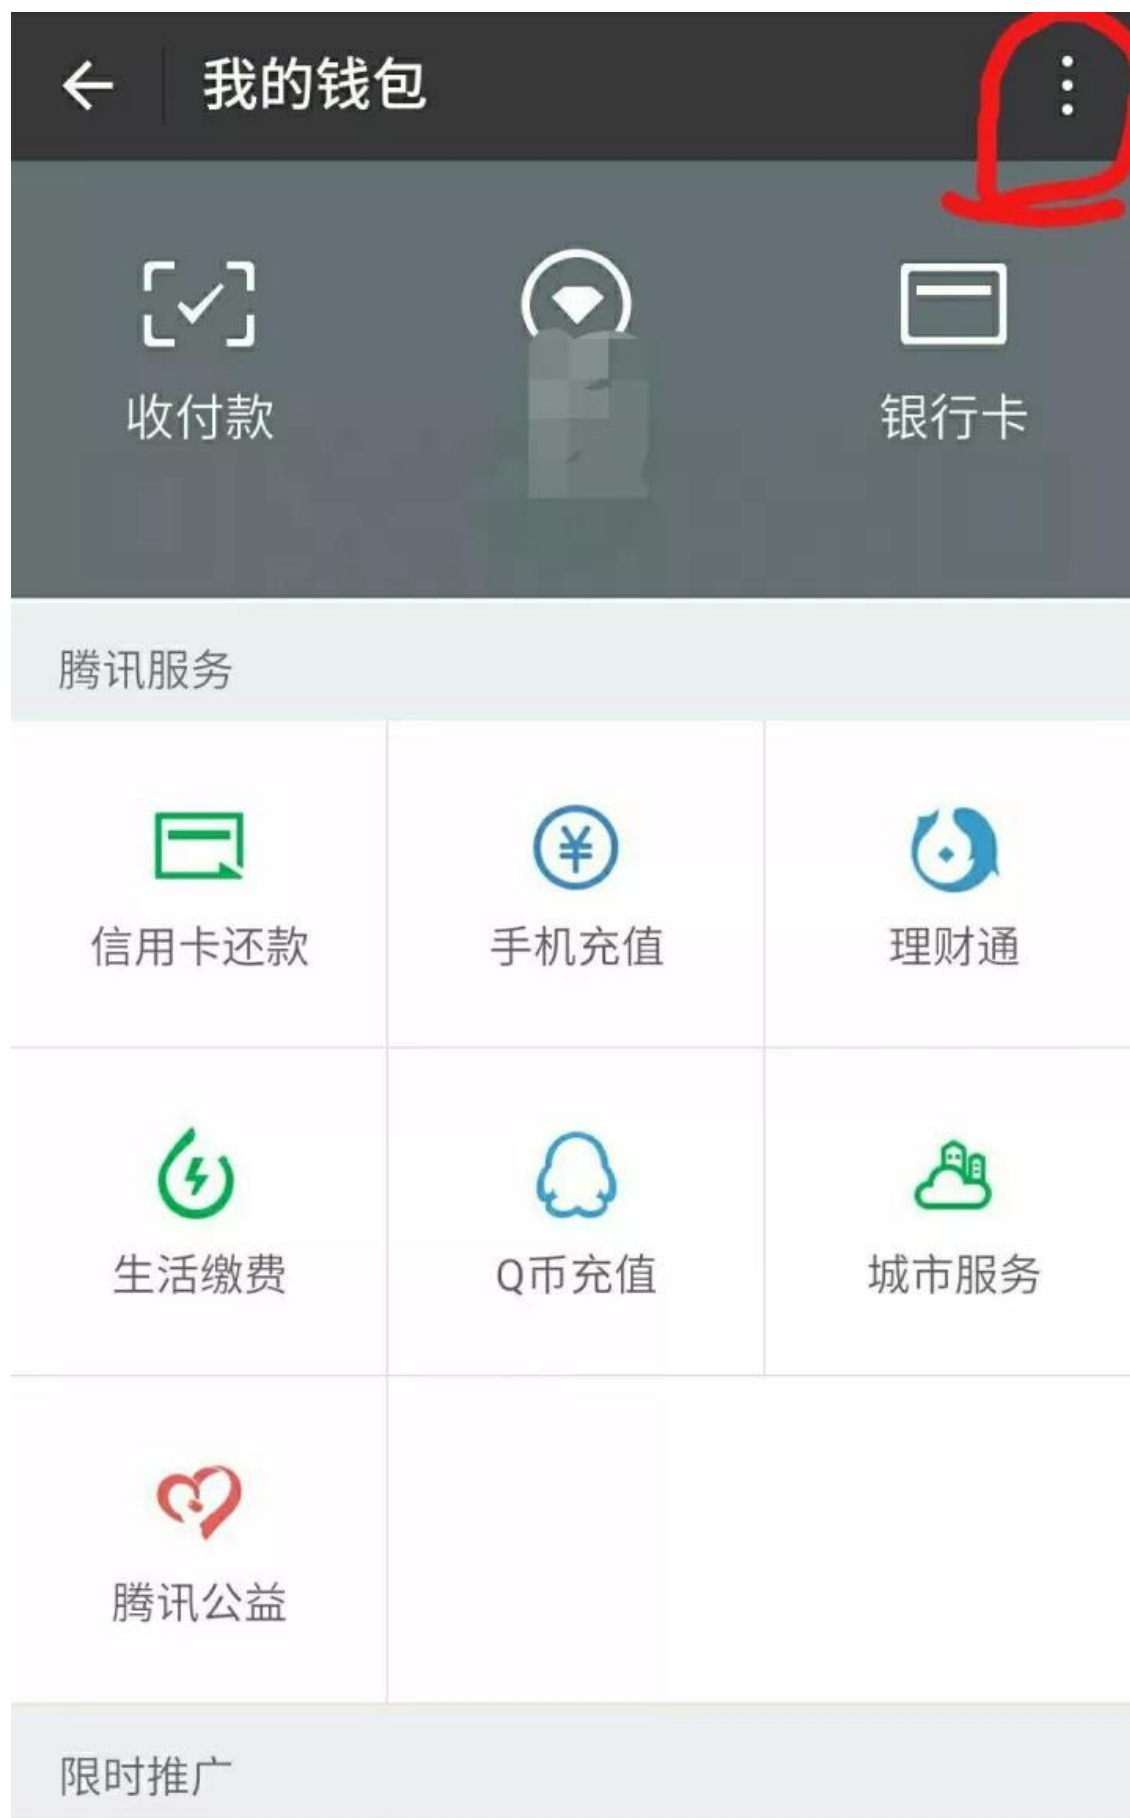 我的钱包
收付款
银行卡
腾讯服务
信用卡还款
手机充值
理财通
生活缴费
Q币充值
城市服务
腾讯公益
限时推广